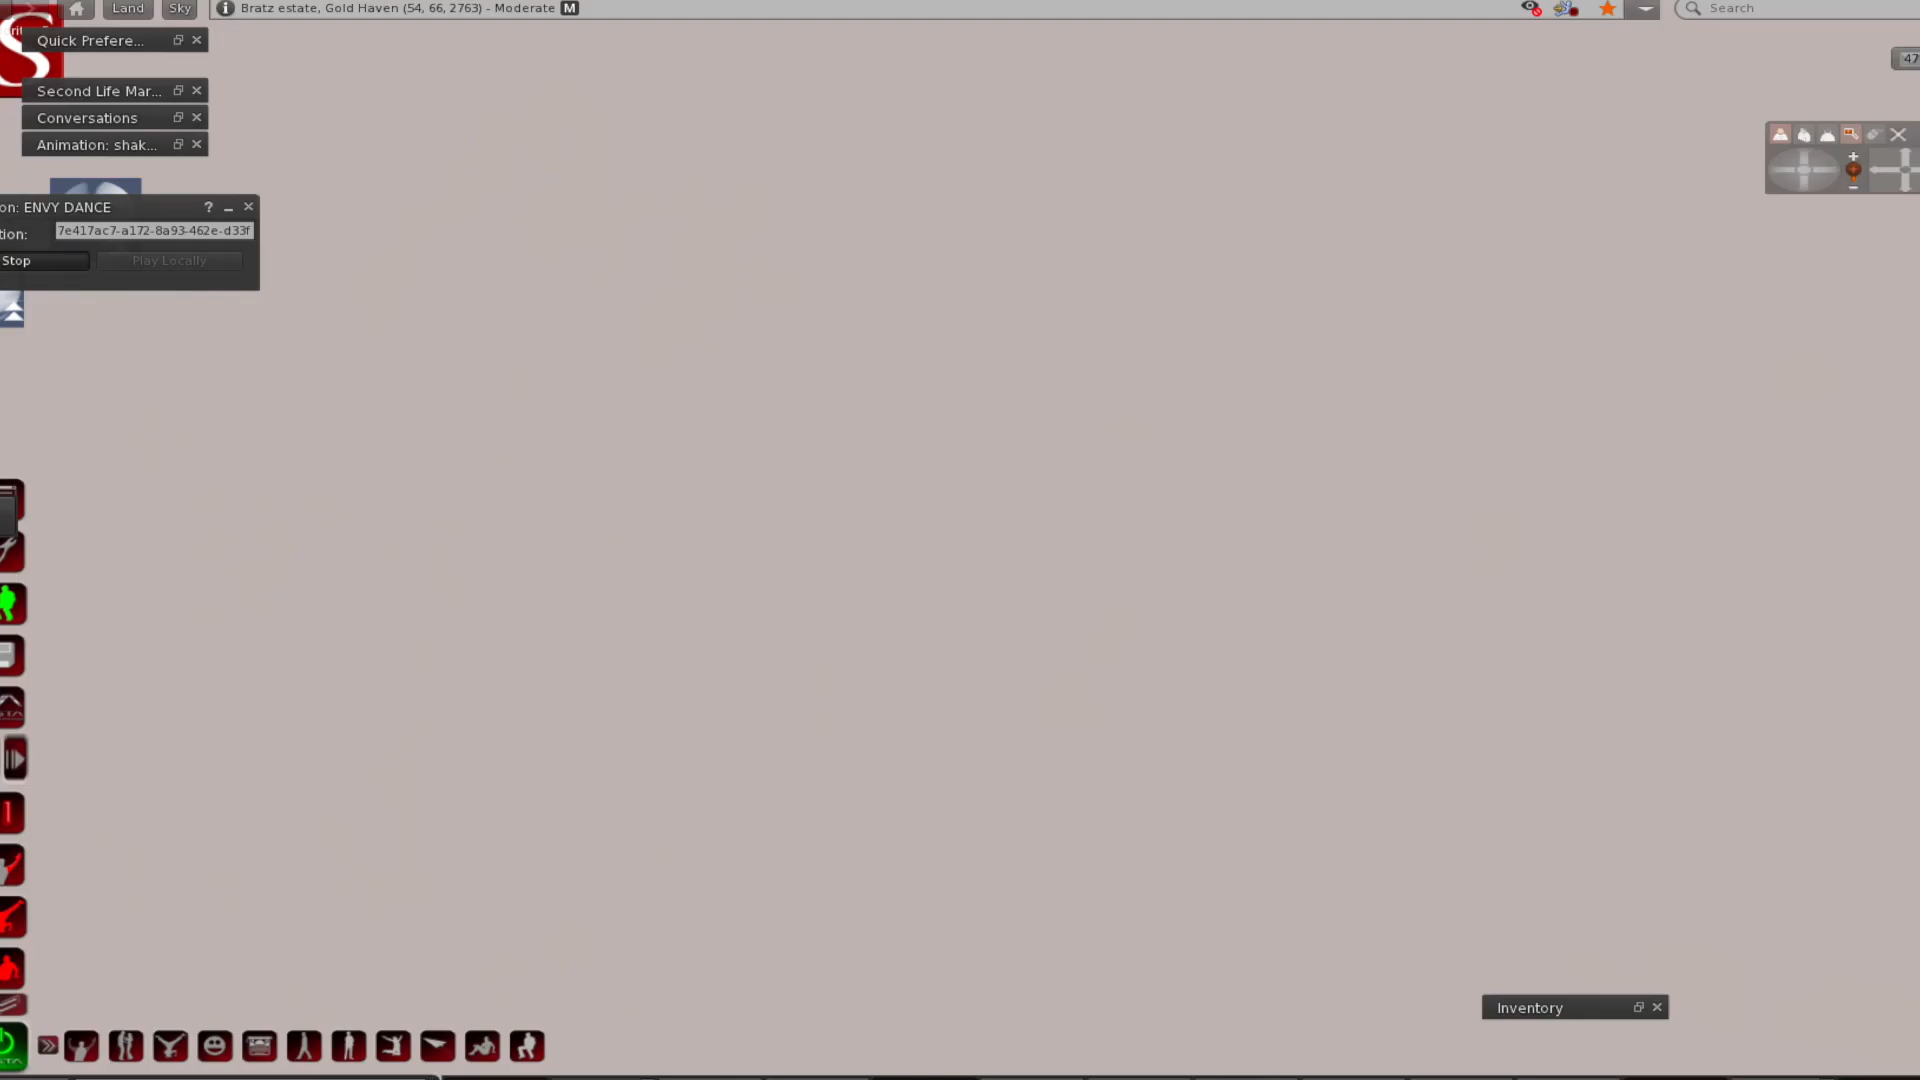 Land
Sky
Bratz estate, Gold Haven (54, 66, 2763) - Moderate M
Search
Quick Prefere...
47
Second Life Mar...
Conversations
Animation: shak...
on: ENVY DANCE
?
tion:
7e417ac7-a172-8a93-462e-d33f
Stop
Play Locally
Inventory